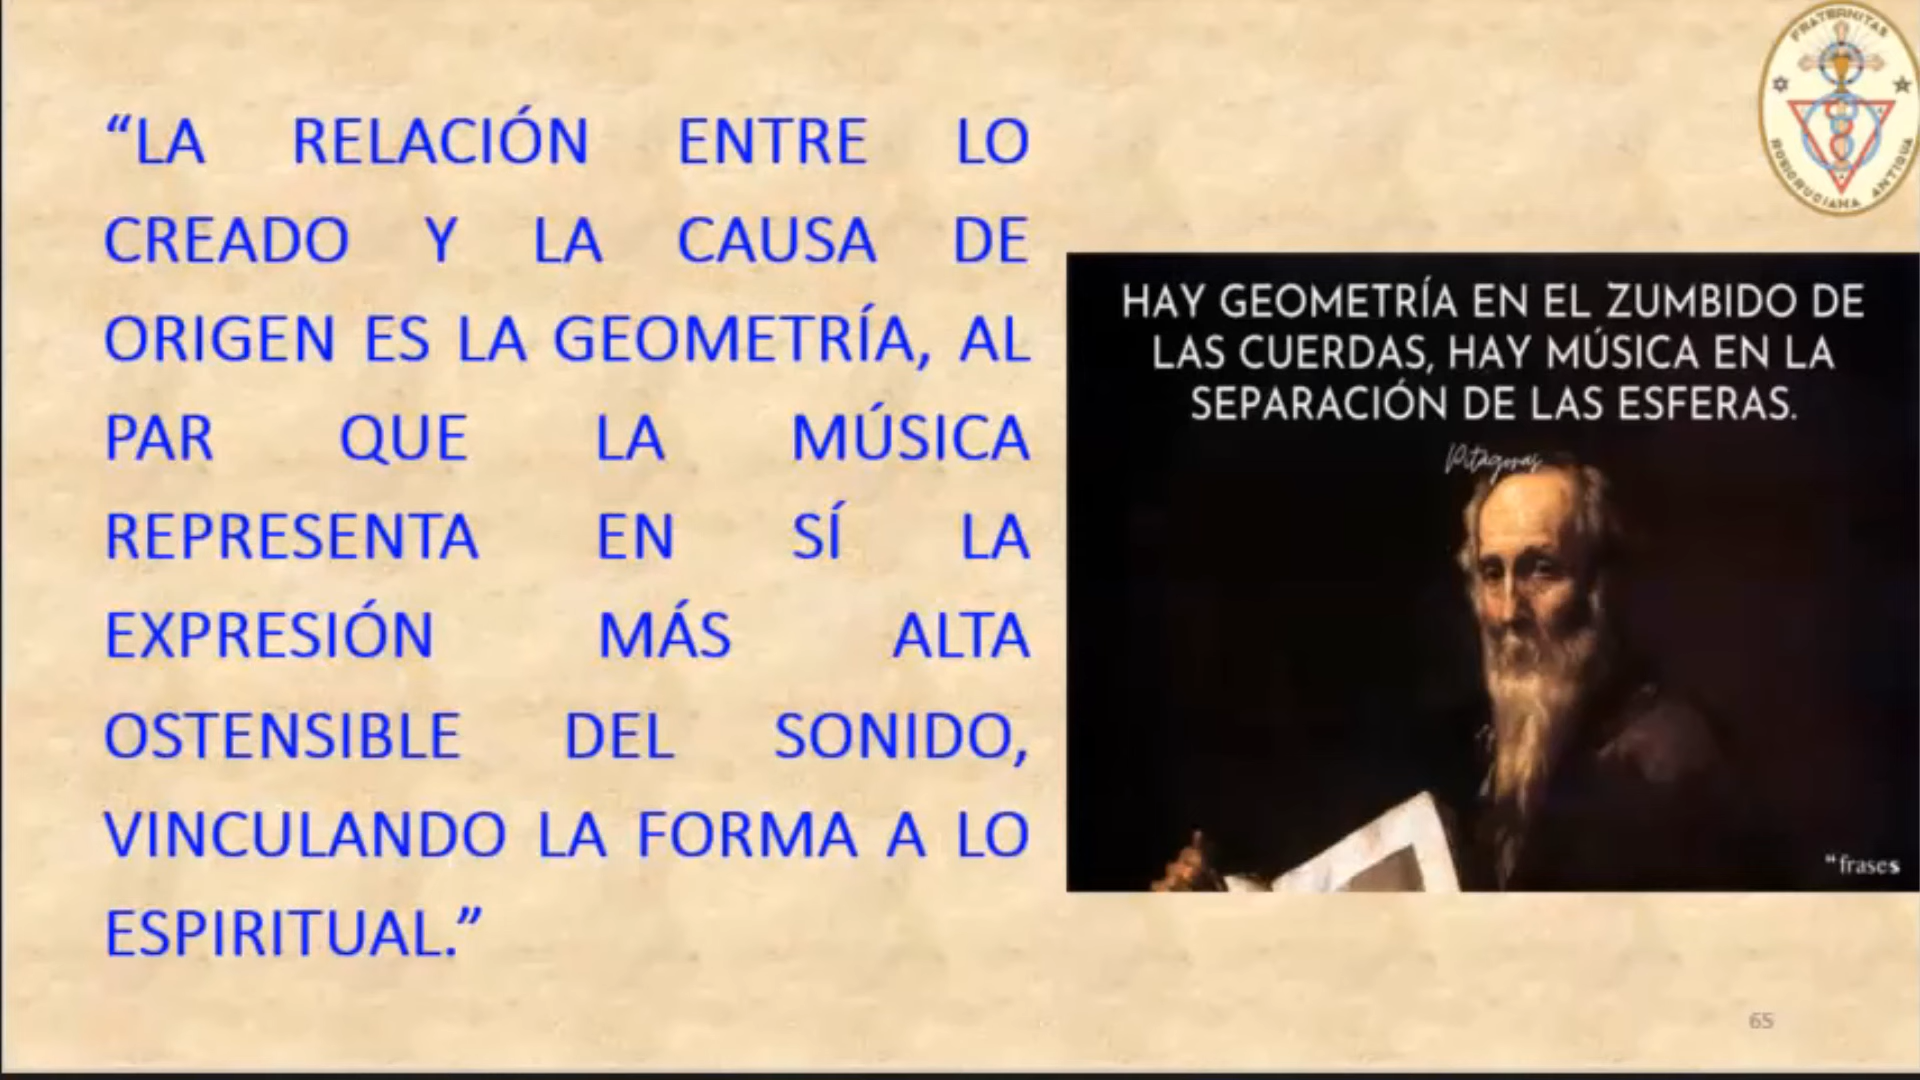 “LA RELACIÓN ENTRE LO
CREADO Y LA CAUSA DE
ORIGEN ES LA GEOMETRÍA, AL
PAR QUE LA MÚSICA
REPRESENTA EN SÍ LA
EXPRESIÓN MÁS ALTA
OSTENSIBLE DEL SONIDO,
VINCULANDO LA FORMA A LO
ESPIRITUAL.”
FRATERNITAS
ROSICRUCIANA ANTIQUA
HAY GEOMETRÍA EN EL ZUMBIDO DE
LAS CUERDAS, HAY MÚSICA EN LA
SEPARACIÓN DE LAS ESFERAS.
Pitágoras
“frases
65